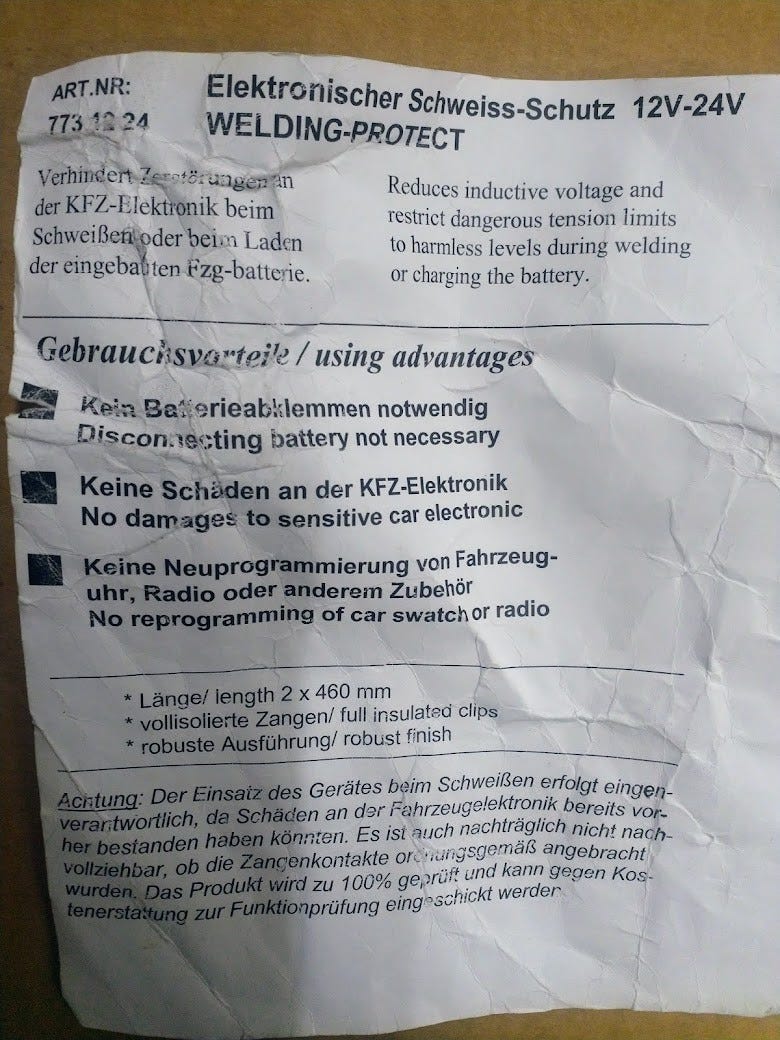 ART.NR:
773 12 24
Elektronischer Schweiss-Schutz 12V-24V
WELDING-PROTECT
Verhindert Zerstörungen an
der KFZ-Elektronik beim
Schweißen oder beim Laden
der eingebauten Fzg-batterie.
Reduces inductive voltage and
restrict dangerous tension limits
to harmless levels during welding
or charging the battery.
Gebrauchsvorteile / using advantages
Kein Batterieabklemmen notwendig
Disconnecting battery not necessary
Keine Schäden an der KFZ-Elektronik
No damages to sensitive car electronic
Keine Neuprogrammierung von Fahrzeug-
uhr, Radio oder anderem Zubehör
No reprogramming of car swatch or radio
* Länge/ length 2 x 460 mm
* vollisolierte Zangen/ full insulated clips
* robuste Ausführung/ robust finish
Achtung: Der Einsatz des Gerätes beim Schweißen erfolgt eingen-
verantwortlich, da Schäden an der Fahrzeugelektronik bereits vor-
her bestanden haben könnten. Es ist auch nachträglich nicht nach-
vollziehbar, ob die Zangenkontakte ordnungsgemäß angebracht
wurden. Das Produkt wird zu 100% geprüft und kann gegen Kos-
tenerstattung zur Funktionprüfung eingeschickt werden